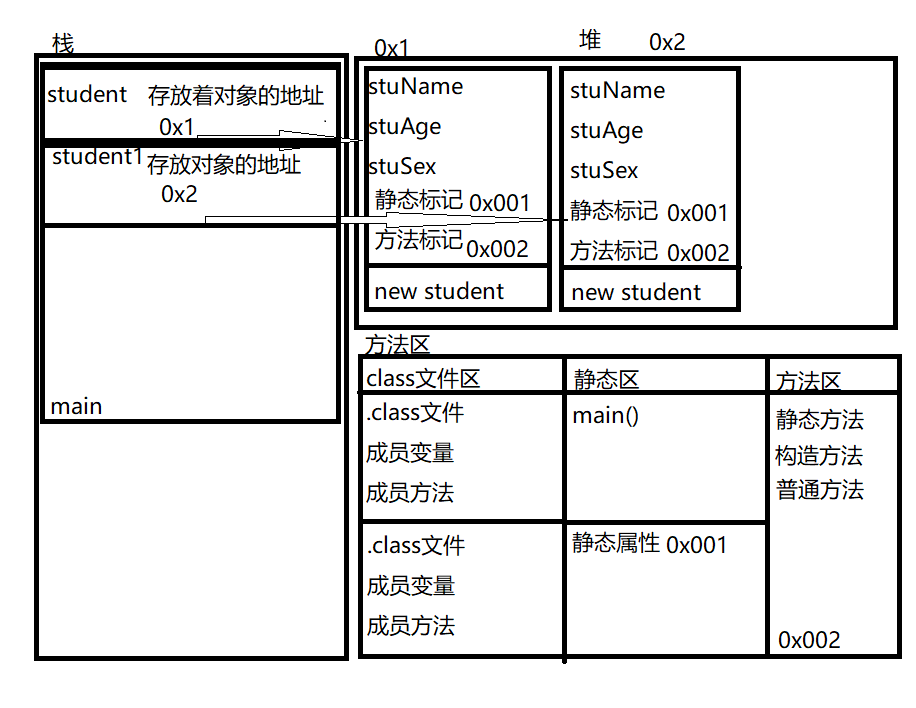 栈
student 存放着对象的地址
0x1
student1 存放对象的地址
0x2
main
0x1 堆 0x2
stuName
stuAge
stuSex
静态标记 0x001
方法标记 0x002
new student
stuName
stuAge
stuSex
静态标记 0x001
方法标记 0x002
new student
方法区
class文件区
.class文件
成员变量
成员方法
.class文件
成员变量
成员方法
静态区
main()
静态属性 0x001
方法区
静态方法
构造方法
普通方法
0x002